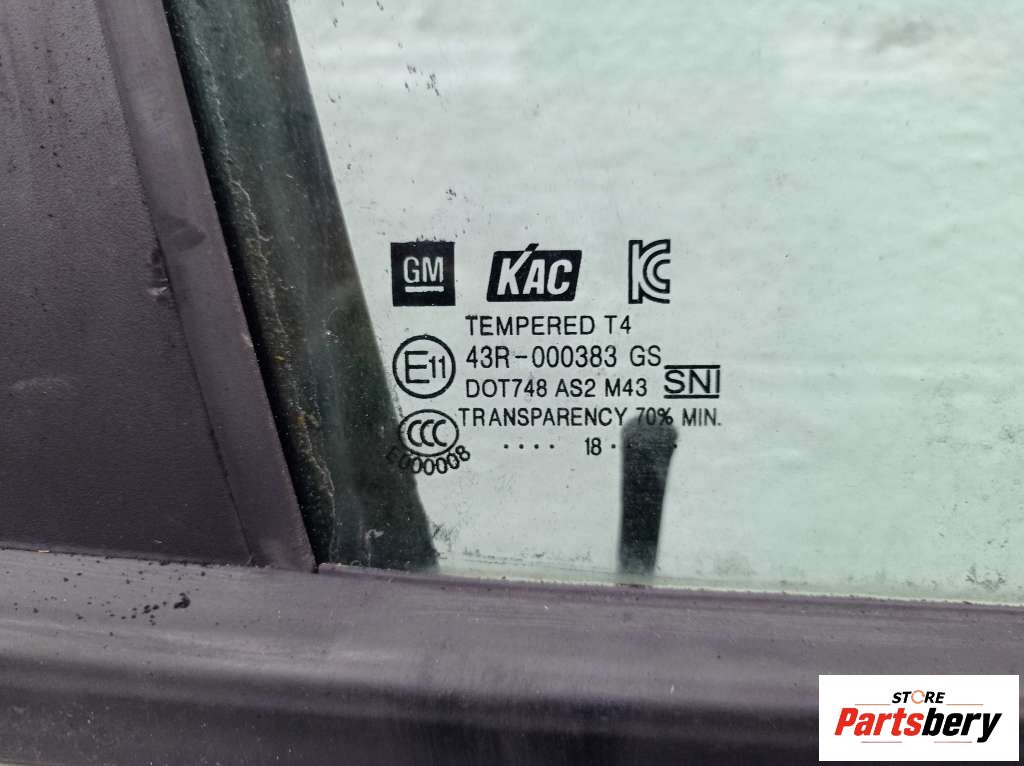 GM KAC KC
TEMPERED T4
E11 43R-000383 GS
DOT748 AS2 M43 SNI
TRANSPARENCY 70% MIN.
CCC
.... 18 .
E000008
STORE
Partsbery